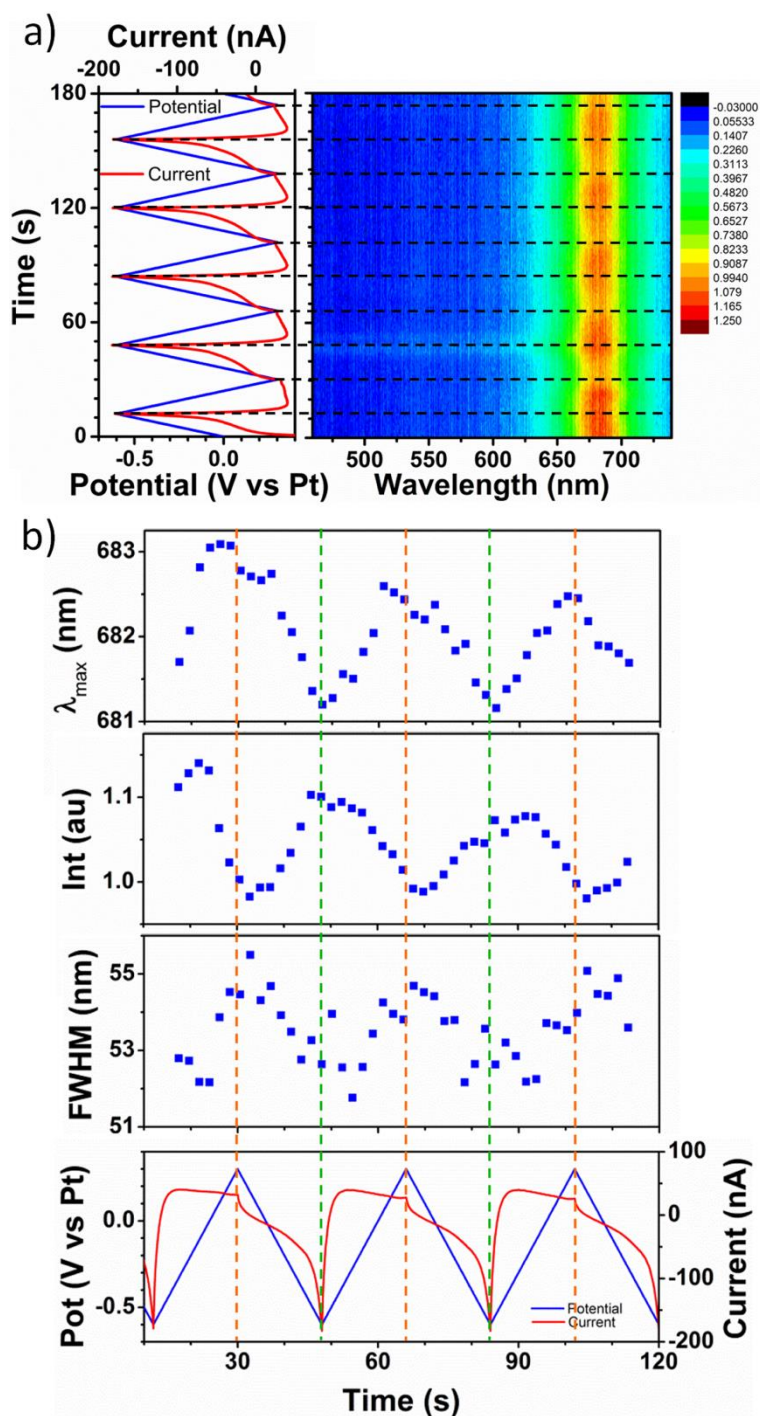 a)
Current (nA)
-200 -100 0
180
120
60
0
Time (s)
Potential
Current
-0.5 0.0
Potential (V vs Pt)
500 550 600 650 700
Wavelength (nm)
-0.03000
0.05533
0.1407
0.2260
0.3113
0.3967
0.4820
0.5673
0.6527
0.7380
0.8233
0.9087
0.9940
1.079
1.165
1.250
b)
683
682
681
λmax (nm)
1.1
1.0
Int (au)
55
53
51
FWHM (nm)
0.0
-0.5
Pot (V vs Pt)
100
0
-100
-200
Current (nA)
Potential
Current
30 60 90 120
Time (s)